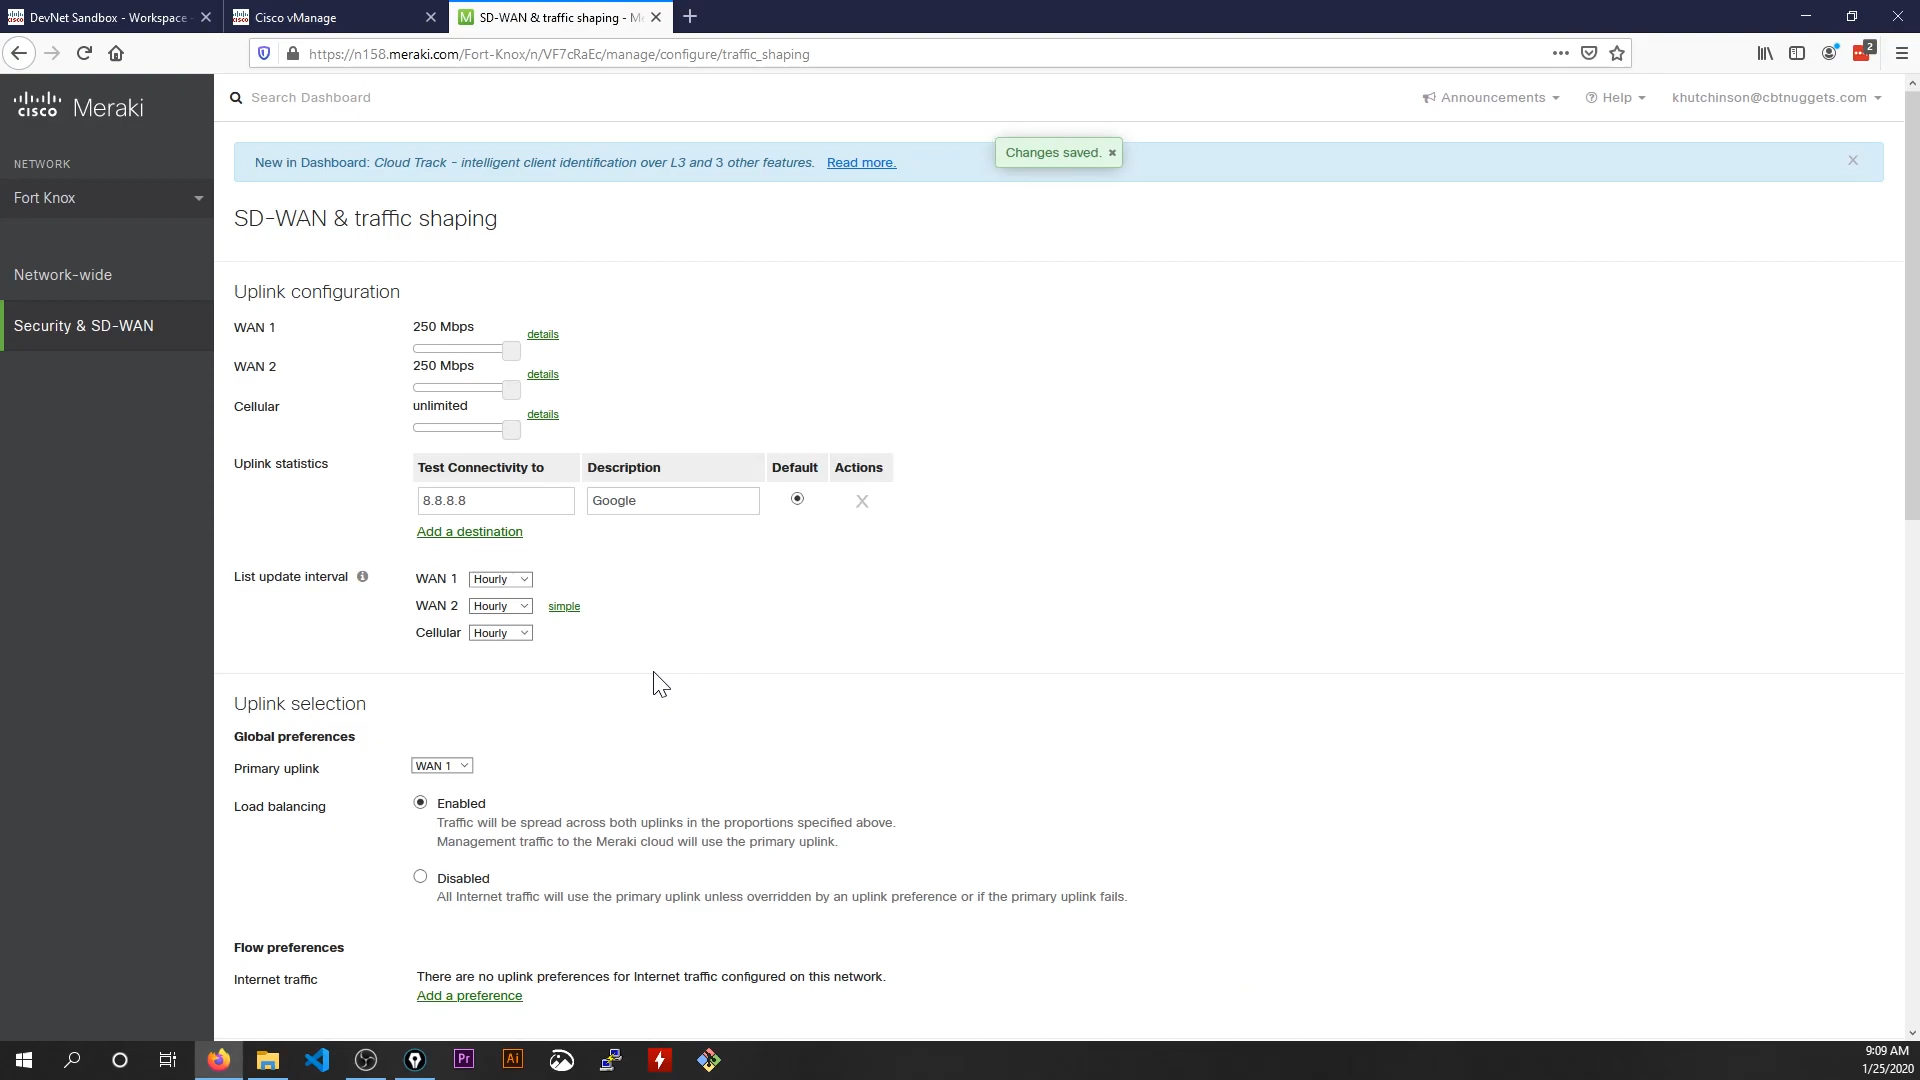 DevNet Sandbox - Workspace -
Cisco vManage
SD-WAN & traffic shaping - Me
https://n158.meraki.com/Fort-Knox/n/VF7cRaEc/manage/configure/traffic_shaping
2
cisco Meraki
Search Dashboard
Announcements
Help
khutchinson@cbtnuggets.com
NETWORK
Fort Knox
Network-wide
Security & SD-WAN
New in Dashboard: Cloud Track - intelligent client identification over L3 and 3 other features. Read more.
Changes saved. ×
SD-WAN & traffic shaping
Uplink configuration
WAN 1 250 Mbps details
WAN 2 250 Mbps details
Cellular unlimited details
Uplink statistics
Test Connectivity to Description Default Actions
8.8.8.8 Google X
Add a destination
List update interval
WAN 1 Hourly
WAN 2 Hourly simple
Cellular Hourly
Uplink selection
Global preferences
Primary uplink WAN 1
Load balancing
Enabled
Traffic will be spread across both uplinks in the proportions specified above.
Management traffic to the Meraki cloud will use the primary uplink.
Disabled
All Internet traffic will use the primary uplink unless overridden by an uplink preference or if the primary uplink fails.
Flow preferences
Internet traffic There are no uplink preferences for Internet traffic configured on this network.
Add a preference
Pr
Ai
9:09 AM
1/25/2020